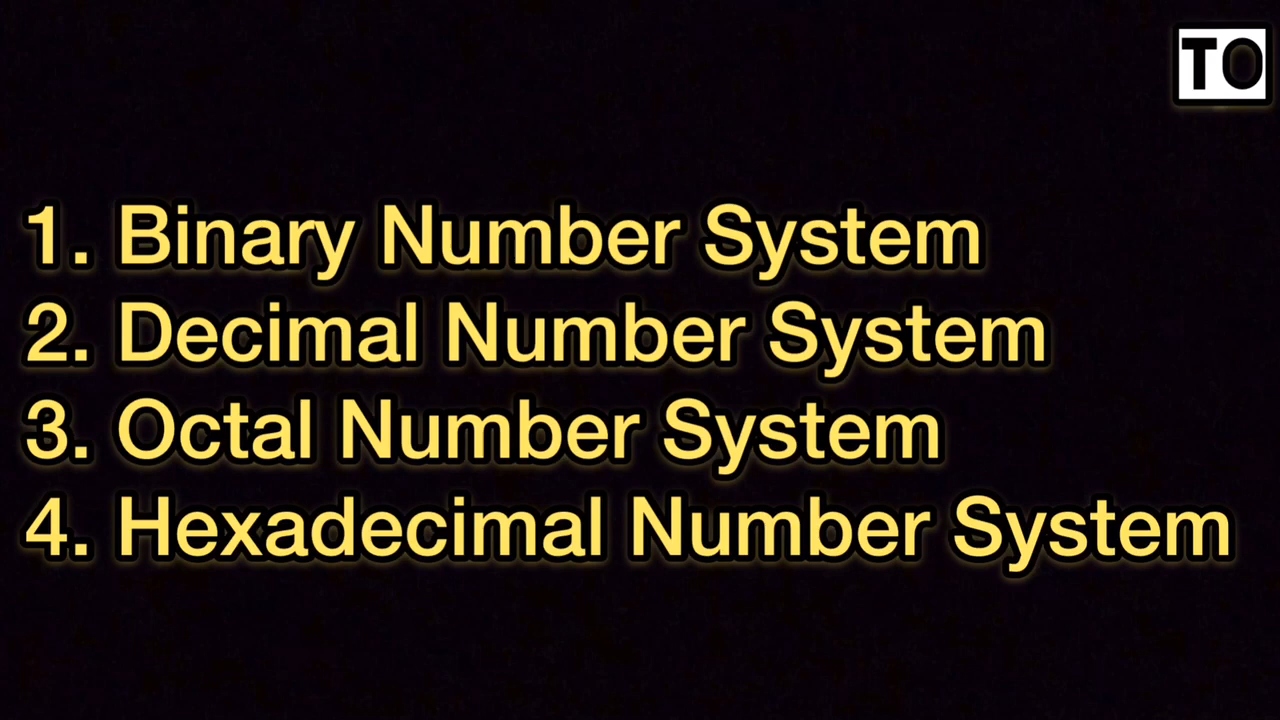 TO
1. Binary Number System
2. Decimal Number System
3. Octal Number System
4. Hexadecimal Number System